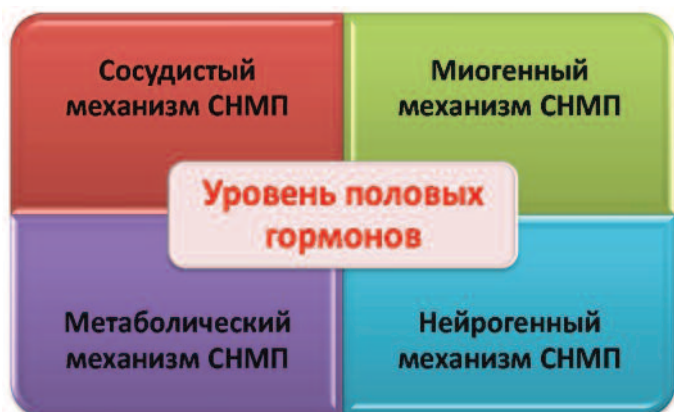 Сосудистый
механизм СНМП
Миогенный
механизм СНМП
Уровень половых
гормонов
Метаболический
механизм СНМП
Нейрогенный
механизм СНМП